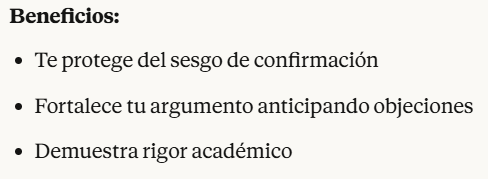 Beneficios:
• Te protege del sesgo de confirmación
• Fortalece tu argumento anticipando objeciones
• Demuestra rigor académico